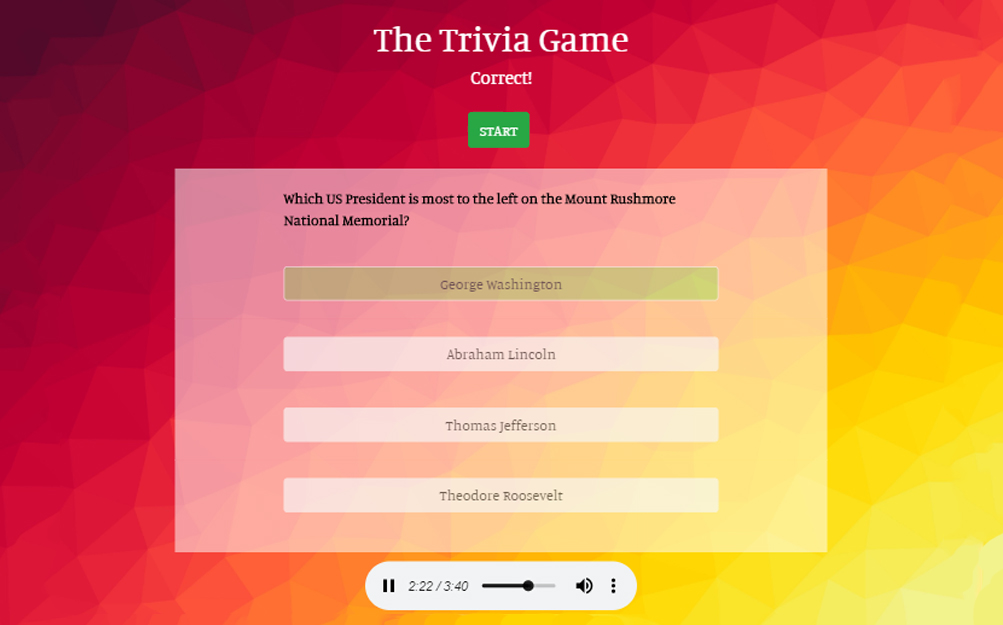 The Trivia Game
Correct!
START
Which US President is most to the left on the Mount Rushmore
National Memorial?
George Washington
Abraham Lincoln
Thomas Jefferson
Theodore Roosevelt
2:22 / 3:40